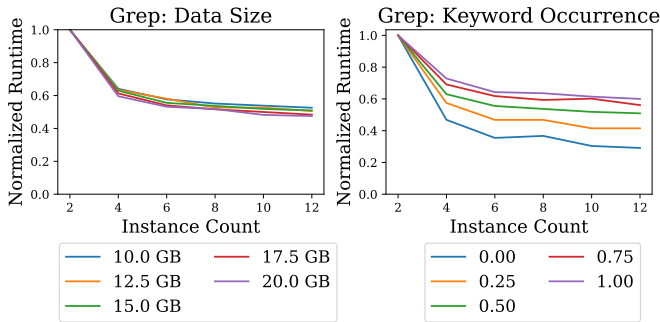 Grep: Data Size
Normalized Runtime
1.0
0.8
0.6
0.4
0.2
0.0
2 4 6 8 10 12
Instance Count
10.0 GB 17.5 GB
12.5 GB 20.0 GB
15.0 GB
Grep: Keyword Occurrence
Normalized Runtime
1.0
0.8
0.6
0.4
0.2
0.0
2 4 6 8 10 12
Instance Count
0.00 0.75
0.25 1.00
0.50